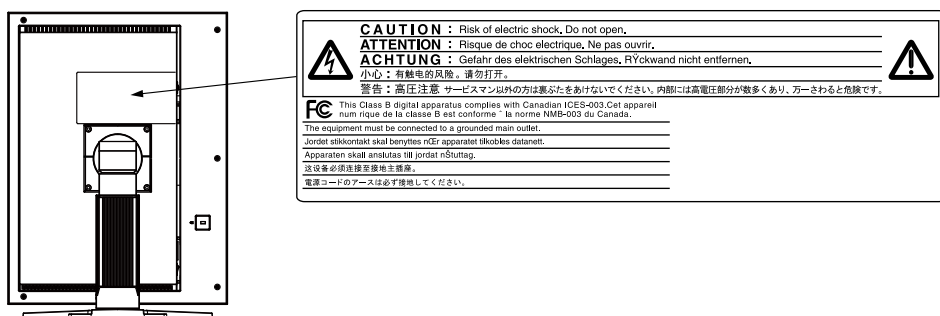 CAUTION : Risk of electric shock. Do not open.
ATTENTION : Risque de choc electrique. Ne pas ouvrir.
ACHTUNG : Gefahr des elektrischen Schlages. RŸckwand nicht entfernen.
小心：有触电的风险。请勿打开。
警告：高圧注意 サービスマン以外の方は裏ぶたをあけないでください。内部には高電圧部分が数多くあり、万一さわると危険です。
FC This Class B digital apparatus complies with Canadian ICES-003.Cet appareil
num rique de la classe B est conforme ˆ la norme NMB-003 du Canada.
The equipment must be connected to a grounded main outlet.
Jordet stikkontakt skal benyttes nŒr apparatet tilkobles datanett.
Apparaten skall anslutas till jordat nŠtuttag.
这设备必须连接至接地主插座。
電源コードのアースは必ず接地してください。